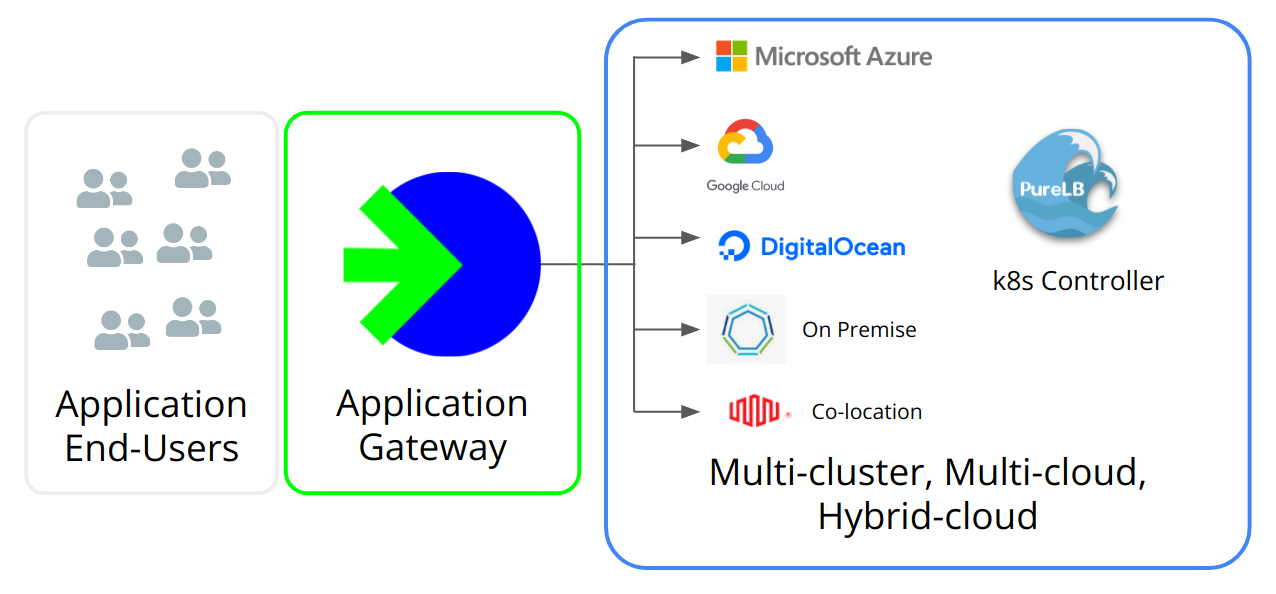 Application
End-Users
Application
Gateway
Microsoft Azure
Google Cloud
DigitalOcean
On Premise
Co-location
PureLB
k8s Controller
Multi-cluster, Multi-cloud,
Hybrid-cloud